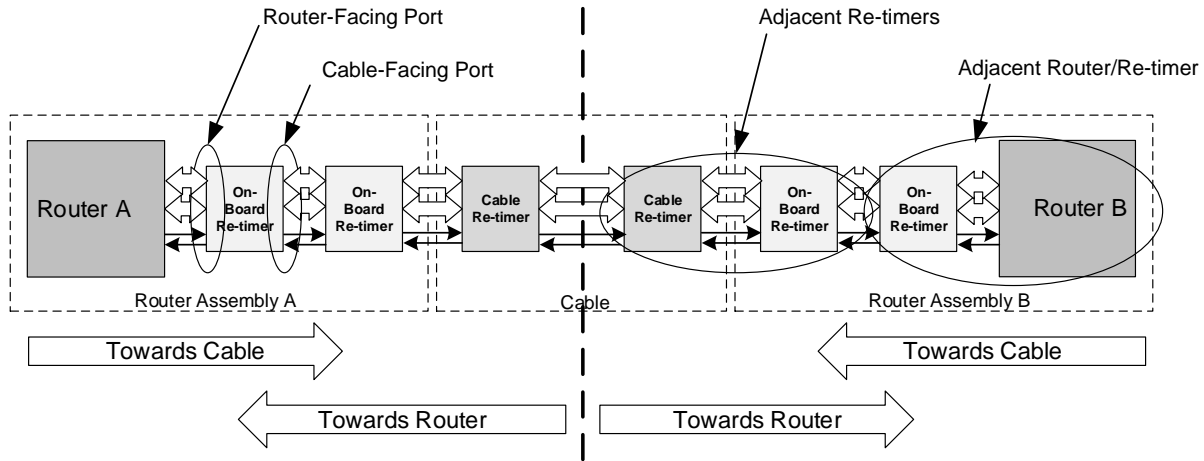 Router-Facing Port
Adjacent Re-timers
Cable-Facing Port
Adjacent Router/Re-timer
Router A
On-
Board
Re-timer
On-
Board
Re-timer
Cable
Re-timer
Cable
Re-timer
On-
Board
Re-timer
On-
Board
Re-timer
Router B
Router Assembly A
Cable
Router Assembly B
Towards Cable
Towards Cable
Towards Router
Towards Router